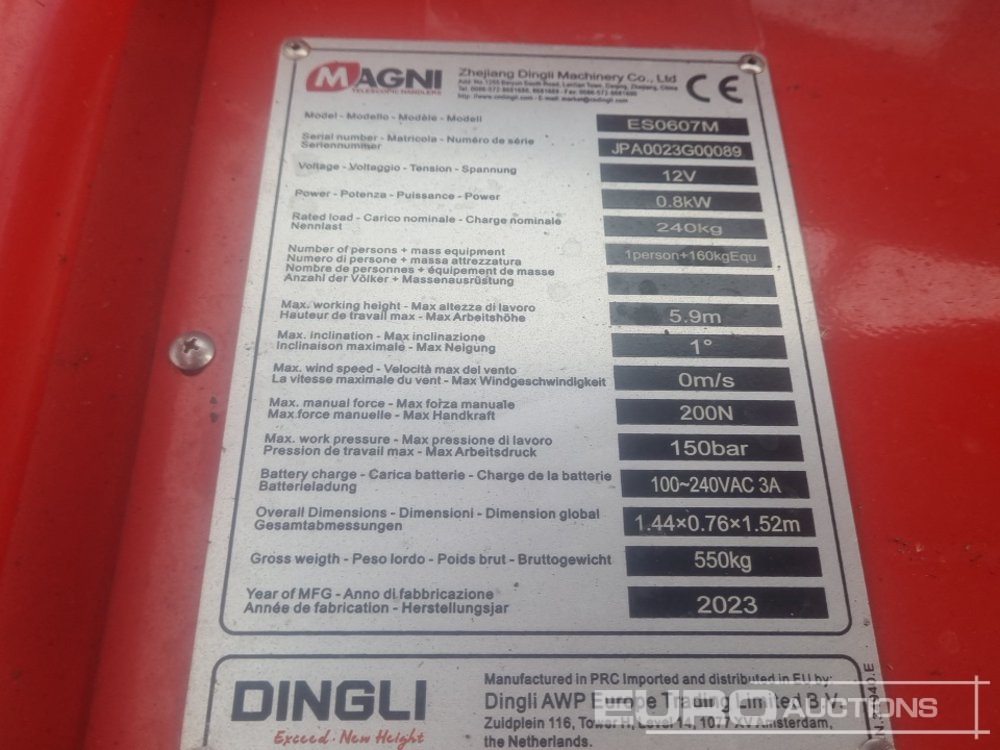 MAGNI
TELESCOPIC HANDLERS
Zhejiang Dingli Machinery Co., Ltd
CE
Model - Modello - Modèle - Modell
ES0607M
Serial number - Matricola - Numéro de série
Seriennummer
JPA0023G00089
Voltage - Voltaggio - Tension - Spannung
12V
Power - Potenza - Puissance - Power
0.8kW
Rated load - Carico nominale - Charge nominale
Nennlast
240kg
Number of persons + mass equipment
Numero di persone + massa attrezzatura
Nombre de personnes + équipement de masse
Anzahl der Völker + Massenausrüstung
1person+160kgEqu
Max. working height - Max altezza di lavoro
Hauteur de travail max - Max Arbeitshöhe
5.9m
Max. inclination - Max inclinazione
Inclinaison maximale - Max Neigung
1°
Max. wind speed - Velocità max del vento
La vitesse maximale du vent - Max Windgeschwindigkeit
0m/s
Max. manual force - Max forza manuale
Max.force manuelle - Max Handkraft
200N
Max. work pressure - Max pressione di lavoro
Pression de travail max - Max Arbeitsdruck
150bar
Battery charge - Carica batterie - Charge de la batterie
Batterieladung
100~240VAC 3A
Overall Dimensions - Dimensioni - Dimension global
Gesamtabmessungen
1.44×0.76×1.52m
Gross weigth - Peso lordo - Poids brut - Bruttogewicht
550kg
Year of MFG - Anno di fabbricazione
Année de fabrication - Herstellungsjar
2023
DINGLI
Exceed · New Height
Manufactured in PRC Imported and distributed in EU by:
Dingli AWP Europe Trading Limited B.V.
Zuidplein 116, Tower H, Level 14, 1077 XV Amsterdam,
the Netherlands.
EURO AUCTIONS